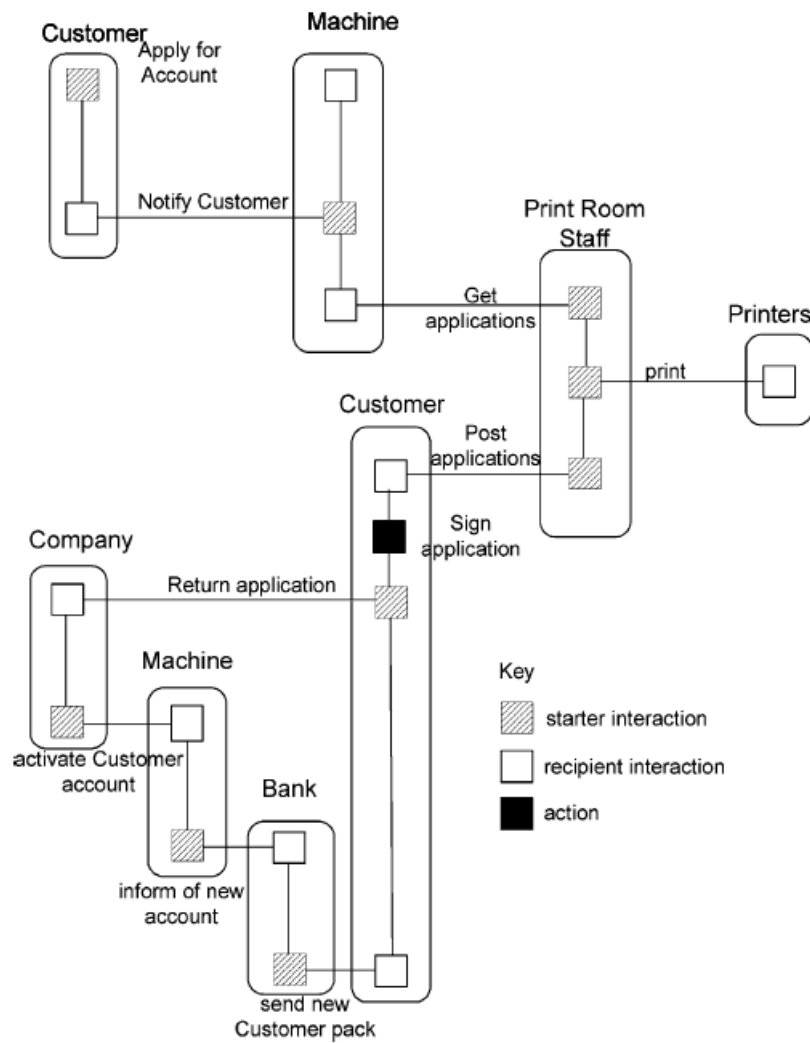 Customer
Apply for
Account
Machine
Notify Customer
Print Room
Staff
Get
applications
Printers
print
Customer
Post
applications
Sign
application
Company
Return application
Machine
Key
starter interaction
activate Customer
account
recipient interaction
Bank
action
inform of new
account
send new
Customer pack